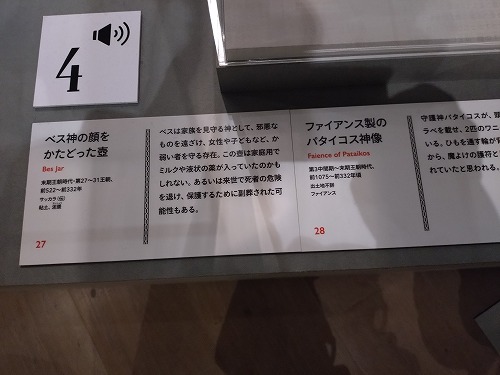 4
ベス神の顔を
かたどった壺
Bes Jar
末期王朝時代・第27〜31王朝、
前522〜前332年
サッカラ(伝)
粘土、泥漿
27
ベスは家族を見守る神として、邪悪な
ものを遠ざけ、女性や子どもなど、か
弱い者を守る存在。この壺は家庭用で
ミルクや液状の薬が入っていたのかも
しれない。あるいは来世で死者の危険
を退け、保護するために副葬された可
能性もある。
ファイアンス製の
パタイコス神像
Faience of Pataikos
第3中間期〜末期王朝時代、
前1075〜前332年頃
出土地不詳
ファイアンス
28
守護神パタイコスが、頭
ラベを載せ、2匹のワニ
いる。ひもを通す輪が背
から、魔よけの護符と
れていたと思われる。